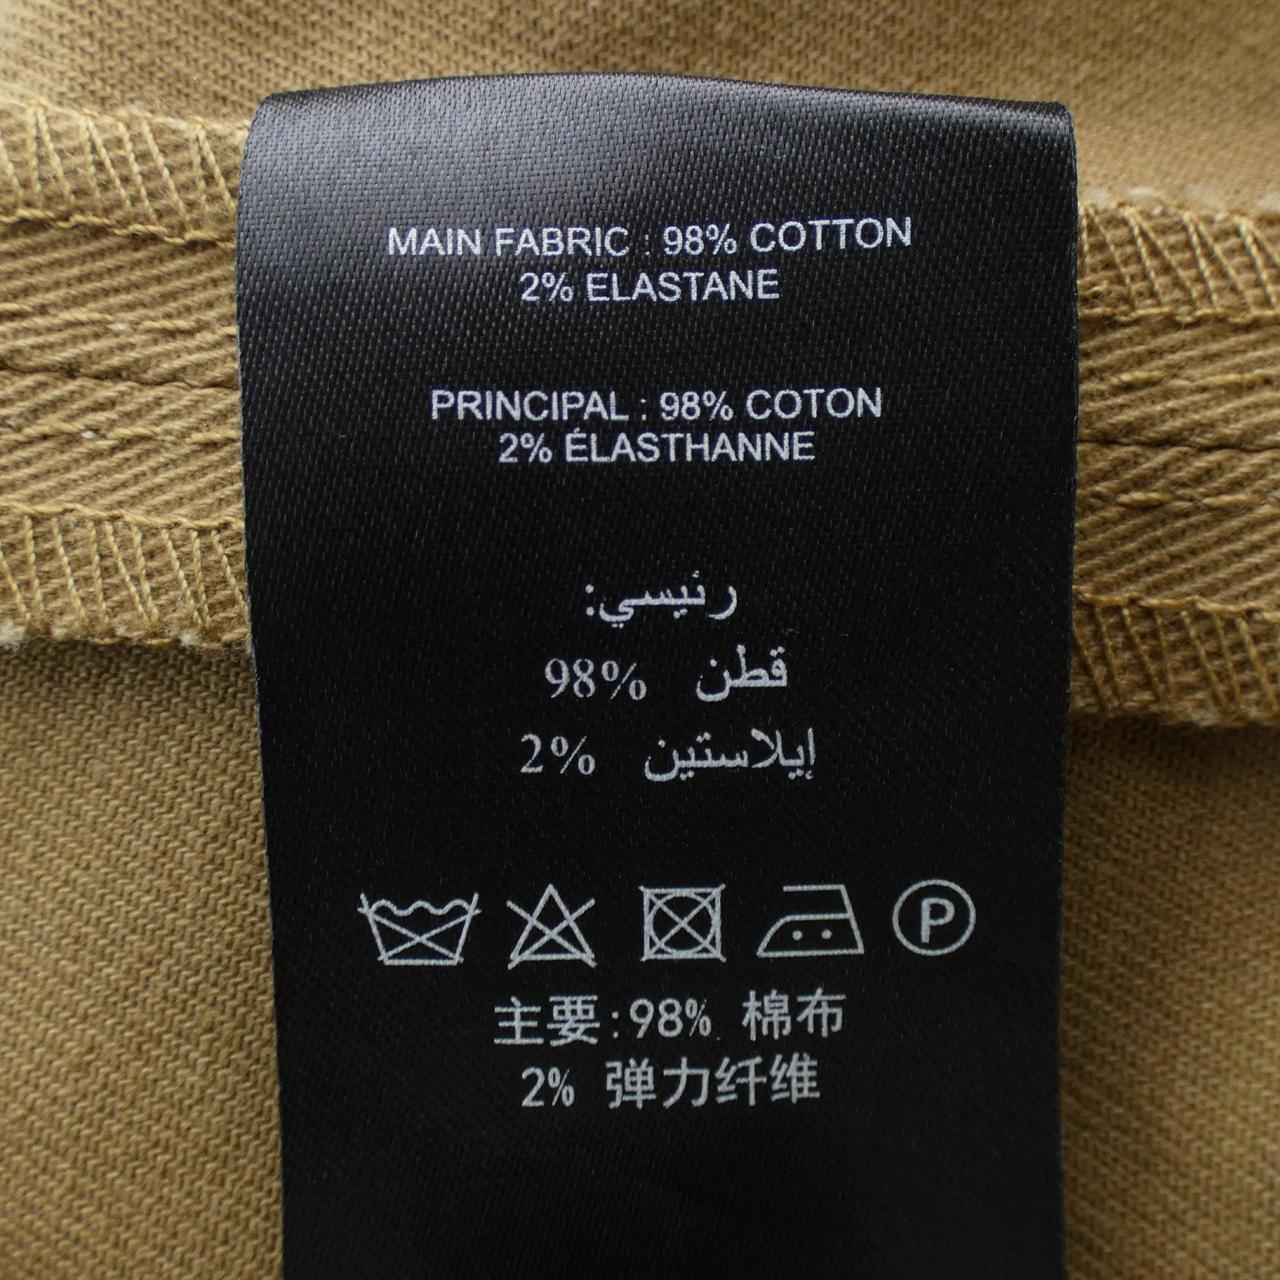 MAIN FABRIC : 98% COTTON
2% ELASTANE
PRINCIPAL : 98% COTON
2% ÉLASTHANNE
رئيسي:
قطن 98%
إيلاستين 2%
P
主要:98% 棉布
2% 弹力纤维